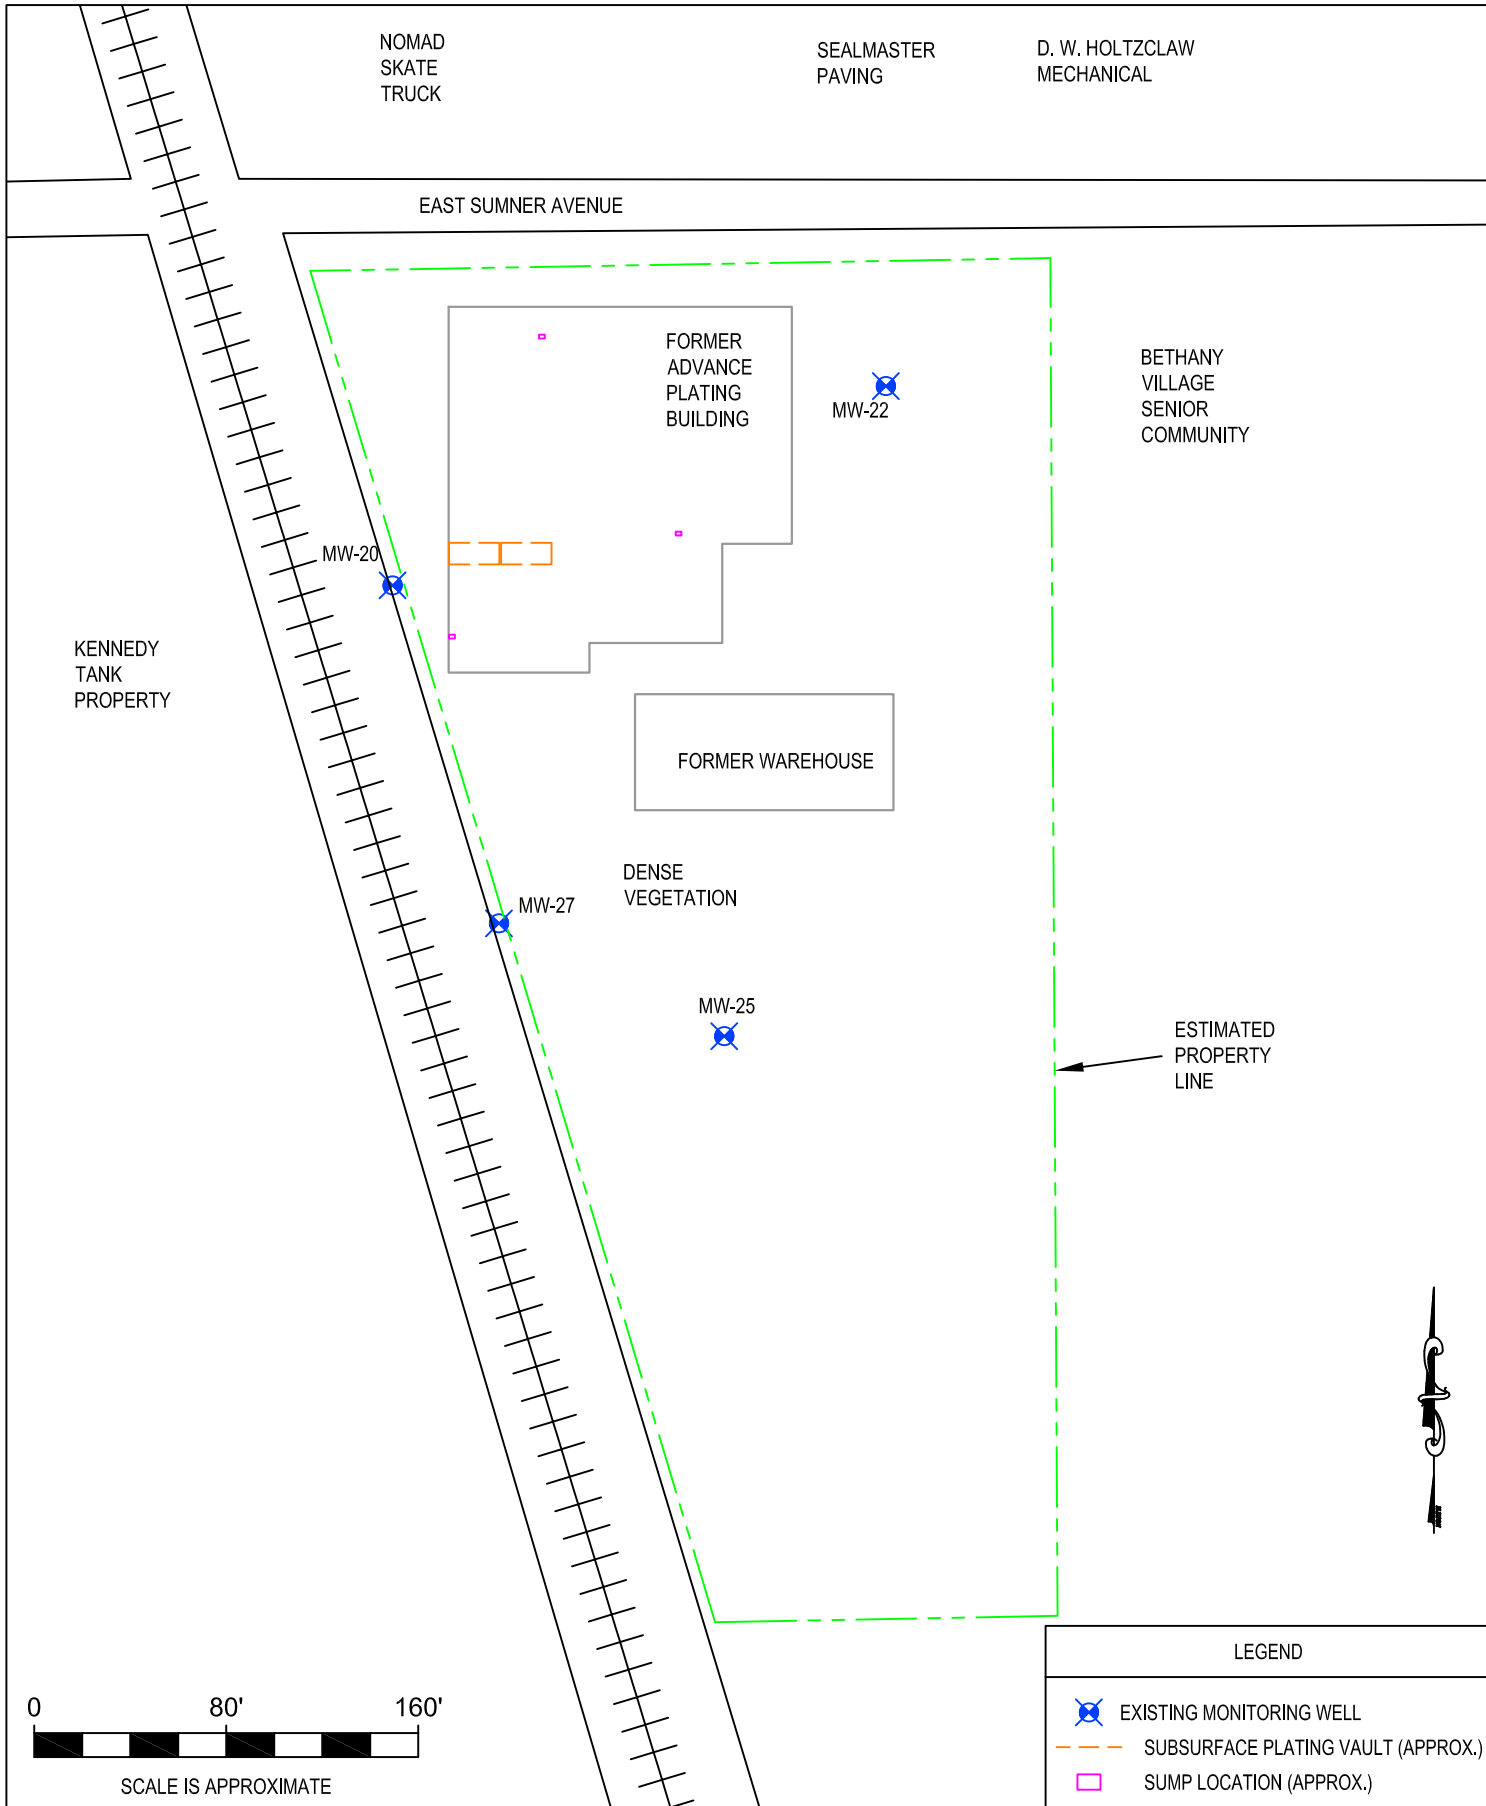 NOMAD
SKATE
TRUCK
SEALMASTER
PAVING
D. W. HOLTZCLAW
MECHANICAL
EAST SUMNER AVENUE
FORMER
ADVANCE
PLATING
BUILDING
MW-22
BETHANY
VILLAGE
SENIOR
COMMUNITY
MW-20
KENNEDY
TANK
PROPERTY
FORMER WAREHOUSE
DENSE
VEGETATION
MW-27
MW-25
ESTIMATED
PROPERTY
LINE
LEGEND
EXISTING MONITORING WELL
SUBSURFACE PLATING VAULT (APPROX.)
SUMP LOCATION (APPROX.)
0 80' 160'
SCALE IS APPROXIMATE